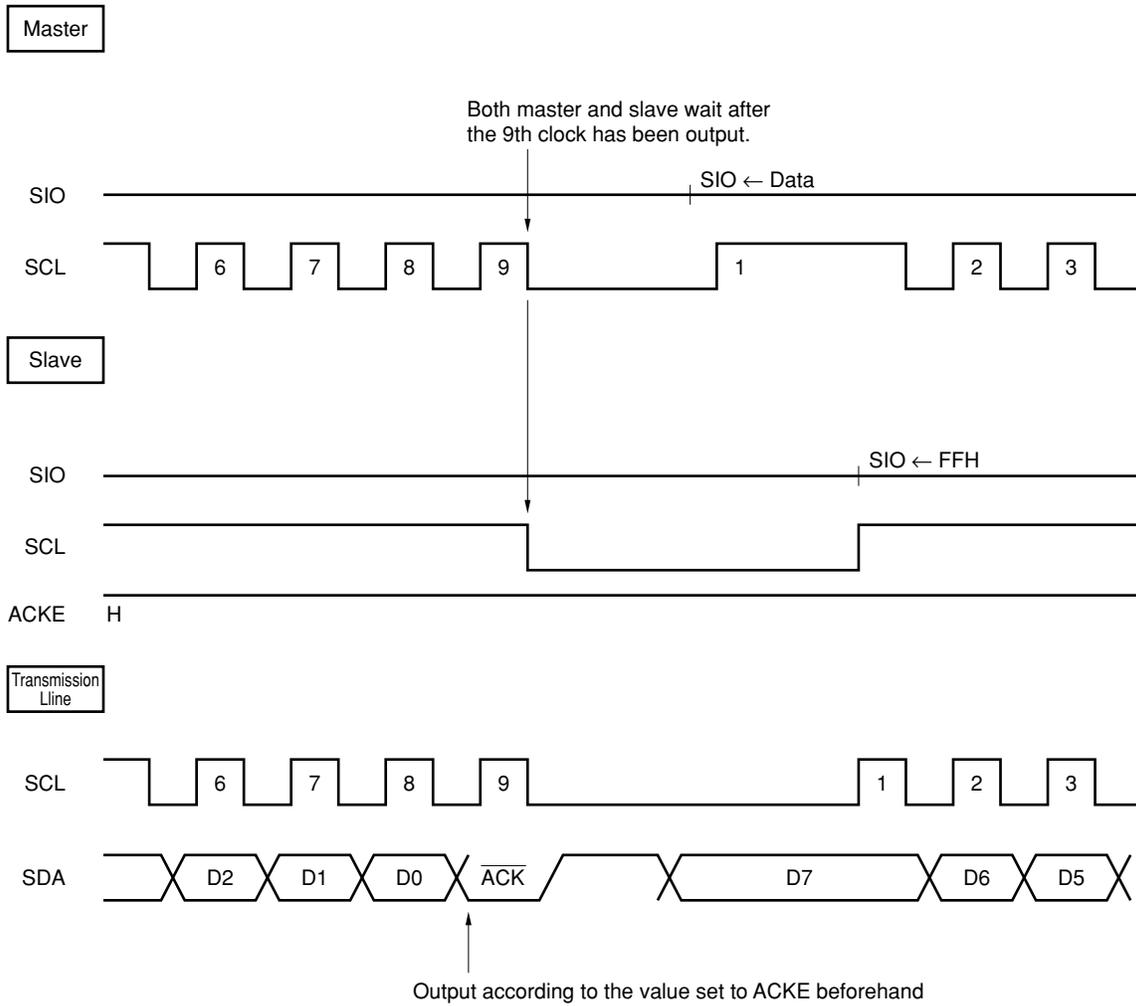 Master
Both master and slave wait after
the 9th clock has been output.
SIO
SIO ← Data
SCL
6 7 8 9 1 2 3
Slave
SIO
SIO ← FFH
SCL
ACKE H
Transmission
Lline
SCL
6 7 8 9 1 2 3
SDA
D2 D1 D0 A̅C̅K̅ D7 D6 D5
Output according to the value set to ACKE beforehand